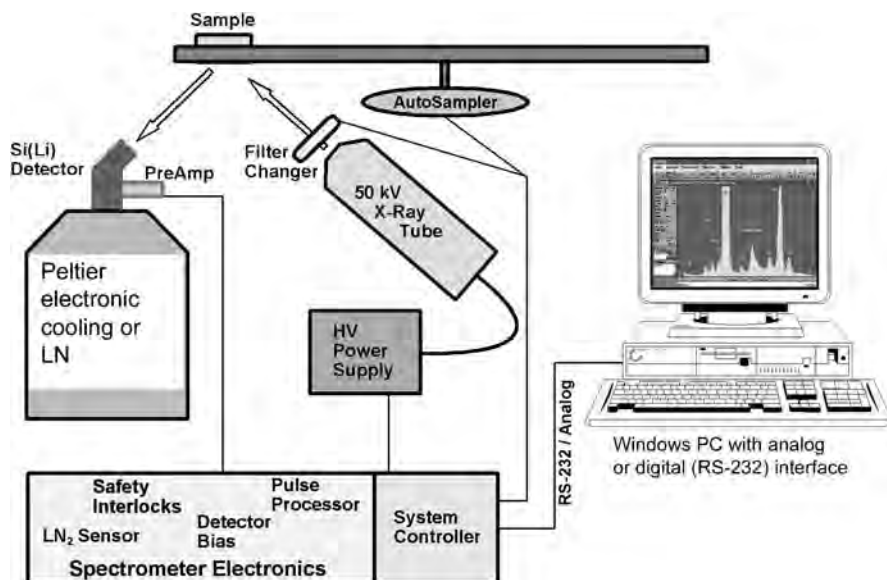 Sample
AutoSampler
Si(Li)
Detector
PreAmp
Filter
Changer
50 kV
X-Ray
Tube
Peltier
electronic
cooling or
LN
HV
Power
Supply
RS-232 / Analog
Windows PC with analog
or digital (RS-232) interface
Safety
Interlocks
Pulse
Processor
LN₂ Sensor
Detector
Bias
System
Controller
Spectrometer Electronics